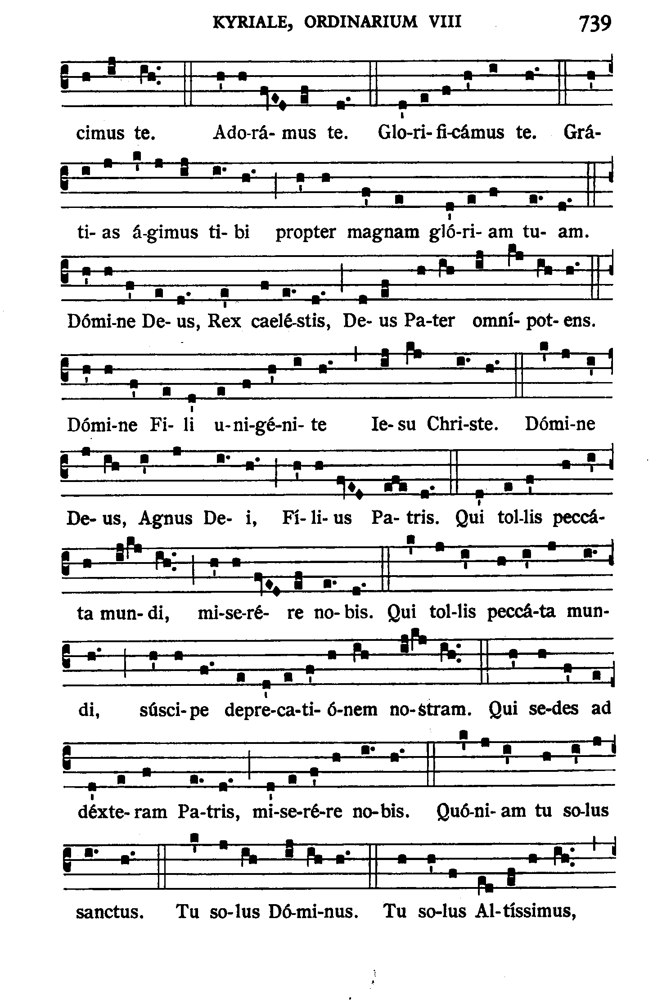 KYRIALE, ORDINARIUM VIII 739
cimus te. Ado-rá- mus te. Glo-ri- fi-cámus te. Grá-
ti- as á-gimus ti- bi propter magnam gló-ri- am tu- am.
Dómi-ne De- us, Rex caelé-stis, De- us Pa-ter omní- pot- ens.
Dómi-ne Fi- li u-ni-gé-ni- te Ie- su Chri-ste. Dómi-ne
De- us, Agnus De- i, Fí- li- us Pa- tris. Qui tol-lis peccá-
ta mun- di, mi-se-ré- re no- bis. Qui tol-lis peccá-ta mun-
di, súsci- pe depre-ca-ti- ó-nem no-stram. Qui se-des ad
déxte- ram Pa-tris, mi-se-ré-re no-bis. Quó-ni- am tu so-lus
sanctus. Tu so-lus Dó-mi-nus. Tu so-lus Al-tíssimus,